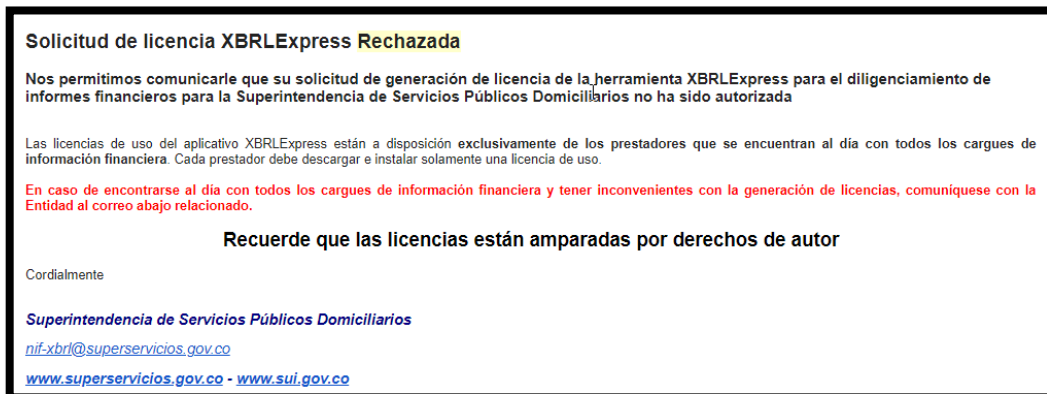 Solicitud de licencia XBRLExpress Rechazada
Nos permitimos comunicarle que su solicitud de generación de licencia de la herramienta XBRLExpress para el diligenciamiento de
informes financieros para la Superintendencia de Servicios Públicos Domiciliarios no ha sido autorizada
Las licencias de uso del aplicativo XBRLExpress están a disposición exclusivamente de los prestadores que se encuentran al día con todos los cargues de
información financiera. Cada prestador debe descargar e instalar solamente una licencia de uso.
En caso de encontrarse al día con todos los cargues de información financiera y tener inconvenientes con la generación de licencias, comuníquese con la
Entidad al correo abajo relacionado.
Recuerde que las licencias están amparadas por derechos de autor
Cordialmente
Superintendencia de Servicios Públicos Domiciliarios
nif-xbrl@superservicios.gov.co
www.superservicios.gov.co - www.sui.gov.co